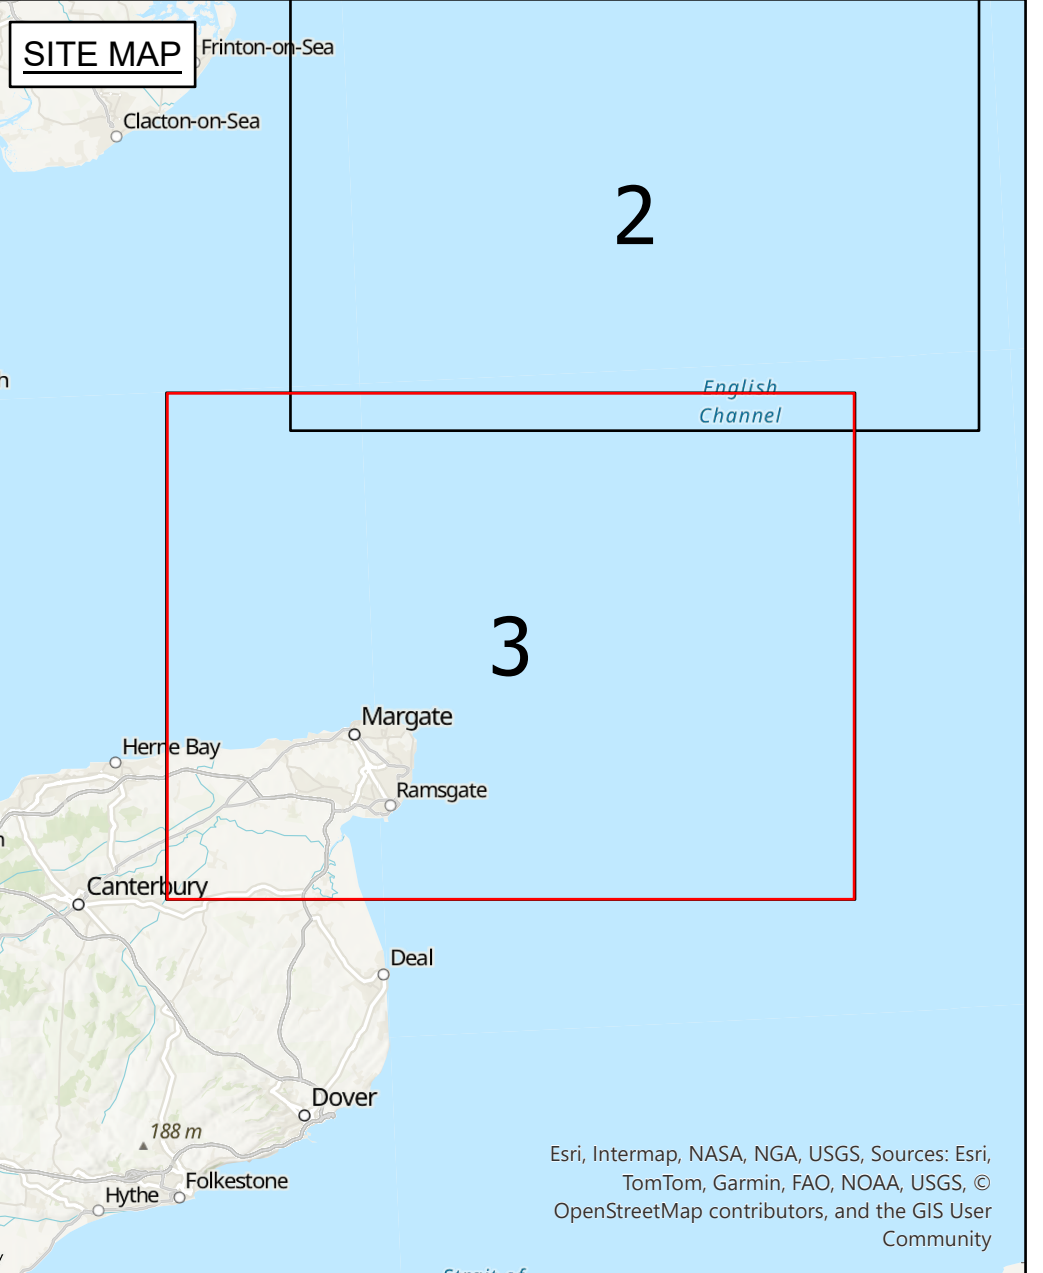 SITE MAP
Frinton-on-Sea
Clacton-on-Sea
2
h
English
Channel
3
Margate
Herne Bay
Ramsgate
Canterbury
Deal
Dover
188 m
Folkestone
Hythe
Esri, Intermap, NASA, NGA, USGS, Sources: Esri,
TomTom, Garmin, FAO, NOAA, USGS, ©
OpenStreetMap contributors, and the GIS User
Community
Strait of